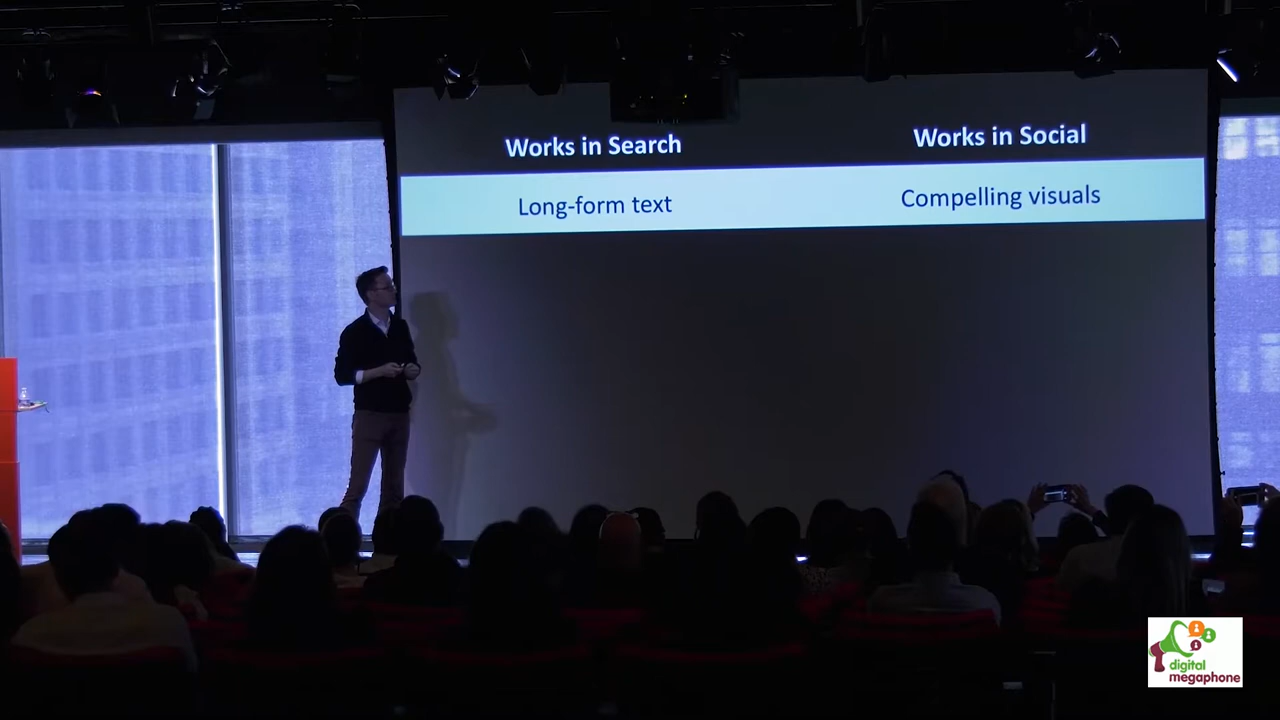 Works in Search
Works in Social
Long-form text
Compelling visuals
digital
megaphone